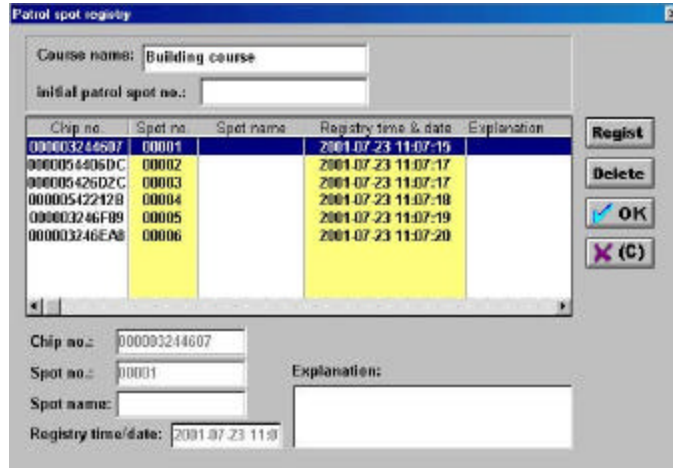 Patrol spot registry
Course name: Building course
initial patrol spot no.:
Chip no. Spot no Spot name Registry time & date Explanation
000003244607 00001 2001-07-23 11:07:15
0000054406DC 00002 2001-07-23 11:07:17
000005426D2C 00003 2001-07-23 11:07:17
00000542212B 00004 2001-07-23 11:07:18
000003246F89 00005 2001-07-23 11:07:19
000003246EA8 00006 2001-07-23 11:07:20
Regist
Delete
OK
(C)
Chip no.: 000003244607
Spot no.: 00001
Spot name:
Registry time/date: 2001-07-23 11:0
Explanation: